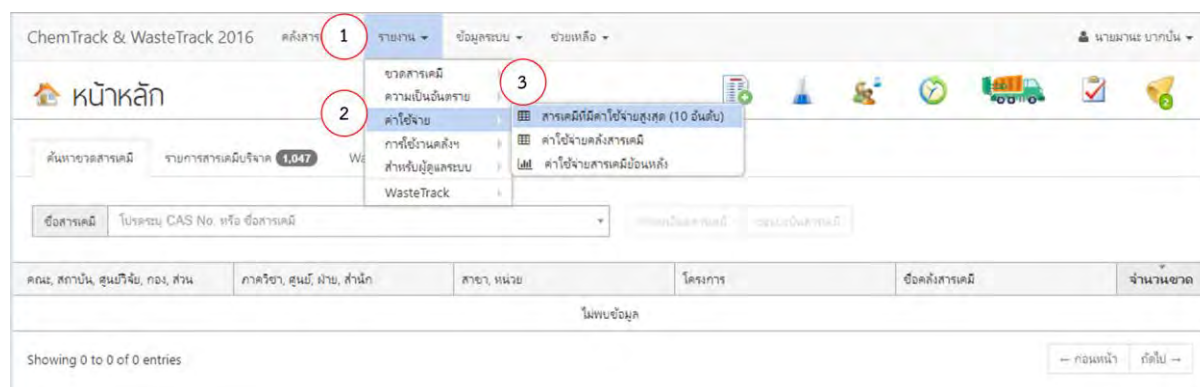 ChemTrack & WasteTrack 2016 คลังสาร 1 รายงาน ข้อมูลระบบ ช่วยเหลือ นายมานะ บากบั่น
หน้าหลัก
2
ขวดสารเคมี
ความเป็นอันตราย
3
2 ค่าใช้จ่าย สารเคมีที่มีค่าใช้จ่ายสูงสุด (10 อันดับ)
การใช้งานคลังฯ ค่าใช้จ่ายคลังสารเคมี
สำหรับผู้ดูแลระบบ ค่าใช้จ่ายสารเคมีย้อนหลัง
WasteTrack
ค้นหาขวดสารเคมี รายการสารเคมีบริจาค 1,047 Wa
ชื่อสารเคมี โปรดระบุ CAS No. หรือ ชื่อสารเคมี
คณะ, สถาบัน, ศูนย์วิจัย, กอง, ส่วน ภาควิชา, ศูนย์, ฝ่าย, สำนัก สาขา, หน่วย โครงการ ชื่อคลังสารเคมี จำนวนขวด
ไม่พบข้อมูล
Showing 0 to 0 of 0 entries ← ก่อนหน้า ถัดไป →